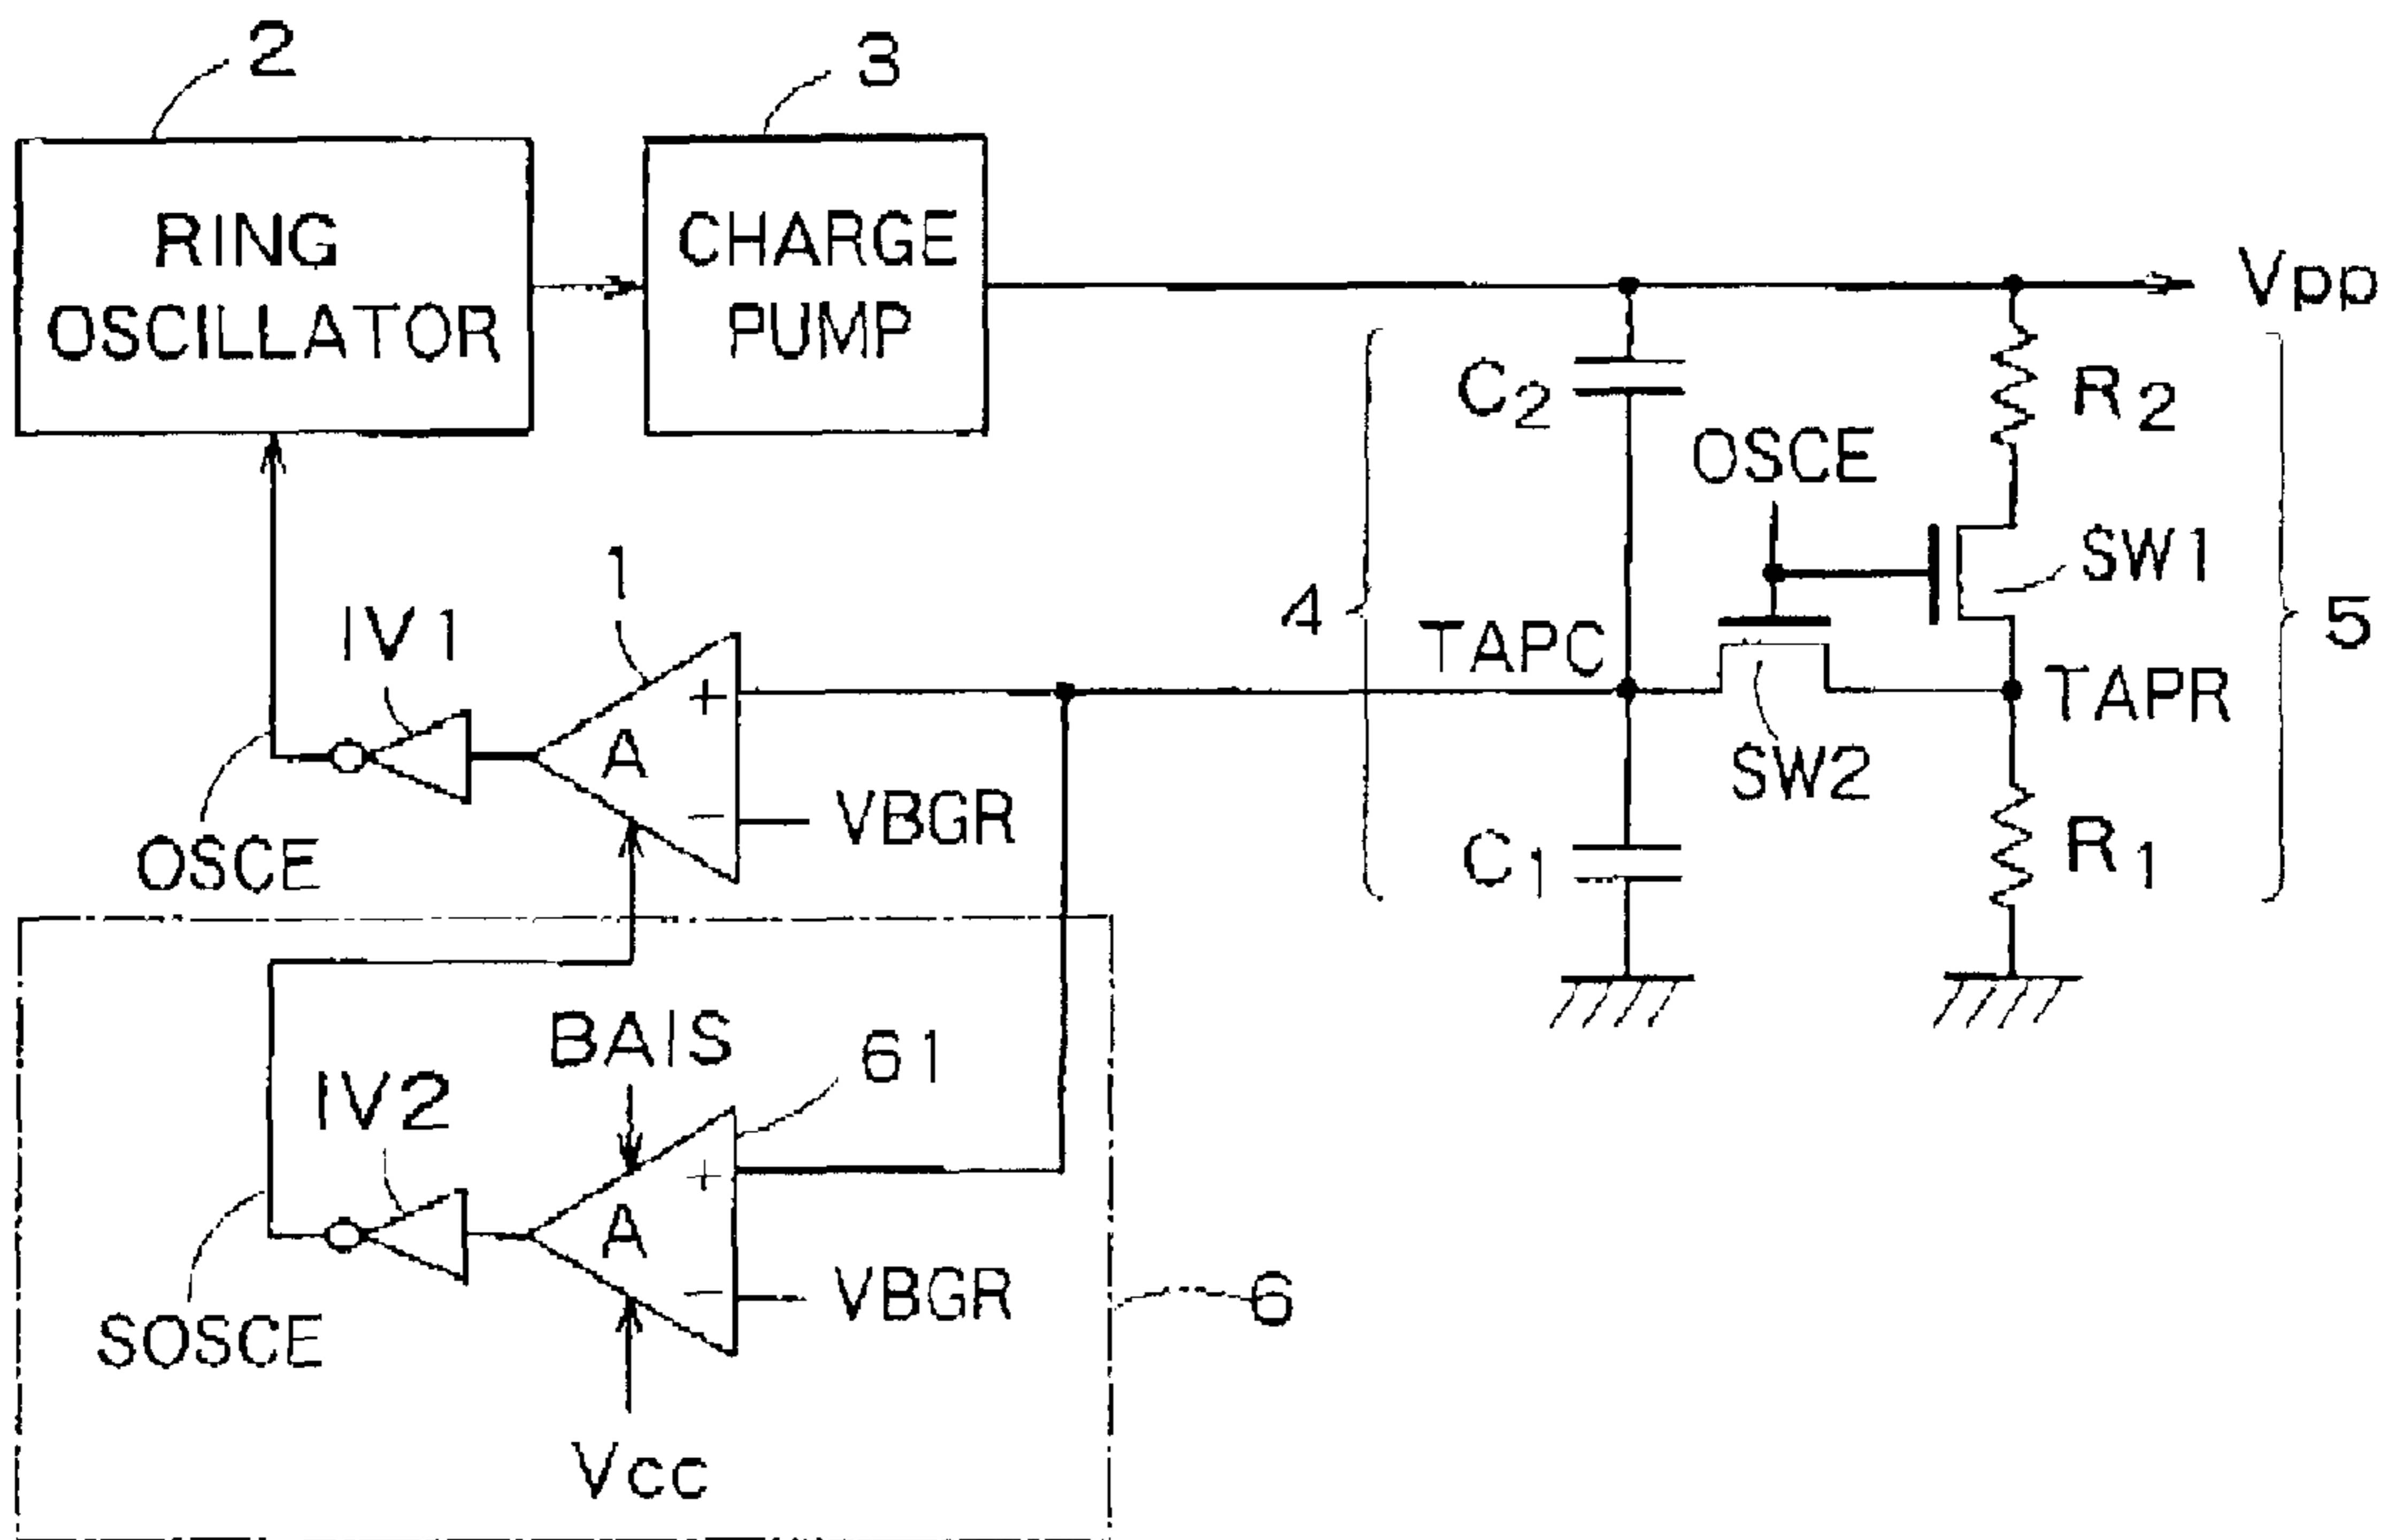 2
3
RING
OSCILLATOR
CHARGE
PUMP
Vpp
C2
R2
OSCE
SW1
1
IV1
4
TAPC
5
TAPR
+
A
SW2
−
VBGR
C1
R1
OSCE
BAIS
61
IV2
+
A
−
VBGR
6
SOSCE
Vcc